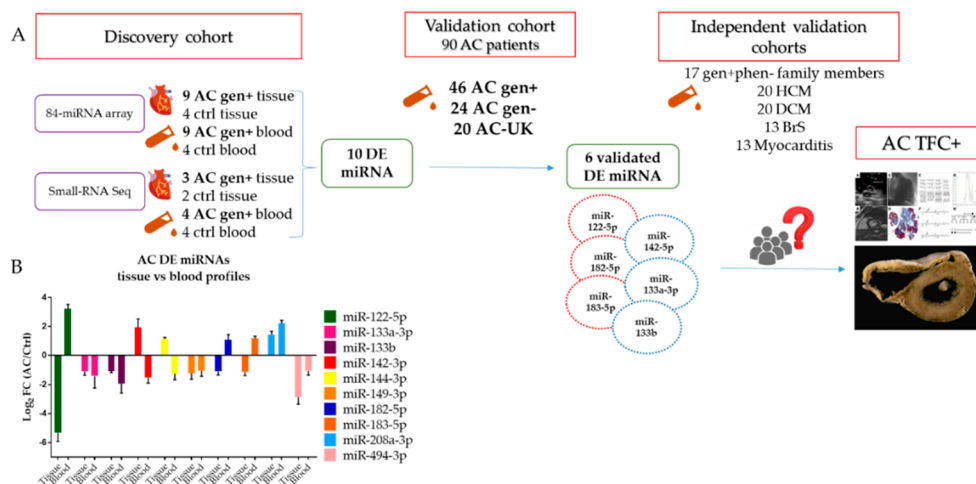 A
Discovery cohort
84-miRNA array
9 AC gen+ tissue
4 ctrl tissue
9 AC gen+ blood
4 ctrl blood
Small-RNA Seq
3 AC gen+ tissue
2 ctrl tissue
4 AC gen+ blood
4 ctrl blood
10 DE
miRNA
Validation cohort
90 AC patients
46 AC gen+
24 AC gen-
20 AC-UK
6 validated
DE miRNA
miR-
122-5p
miR-
142-5p
miR-
182-5p
miR-
133a-3p
miR-
183-5p
miR-
133b
Independent validation
cohorts
17 gen+phen- family members
20 HCM
20 DCM
13 BrS
13 Myocarditis
?
AC TFC+
B
AC DE miRNAs
tissue vs blood profiles
Log2 FC (AC/Ctrl)
4
2
0
-2
-4
-6
Tissue
Blood
Tissue
Blood
Tissue
Blood
Tissue
Blood
Tissue
Blood
Tissue
Blood
Tissue
Blood
Tissue
Blood
Tissue
Blood
Tissue
Blood
miR-122-5p
miR-133a-3p
miR-133b
miR-142-3p
miR-144-3p
miR-149-3p
miR-182-5p
miR-183-5p
miR-208a-3p
miR-494-3p